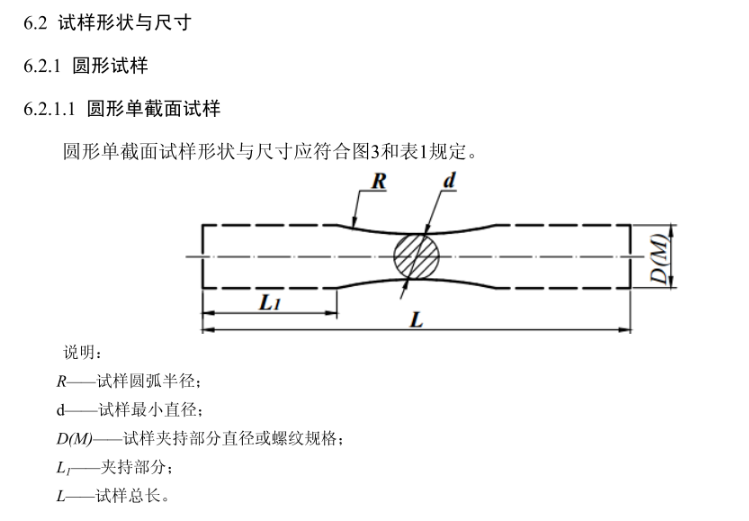 6.2 试样形状与尺寸
6.2.1 圆形试样
6.2.1.1 圆形单截面试样
圆形单截面试样形状与尺寸应符合图3和表1规定。
R
d
D(M)
L1
L
说明：
R——试样圆弧半径；
d——试样最小直径；
D(M)——试样夹持部分直径或螺纹规格；
L1——夹持部分；
L——试样总长。